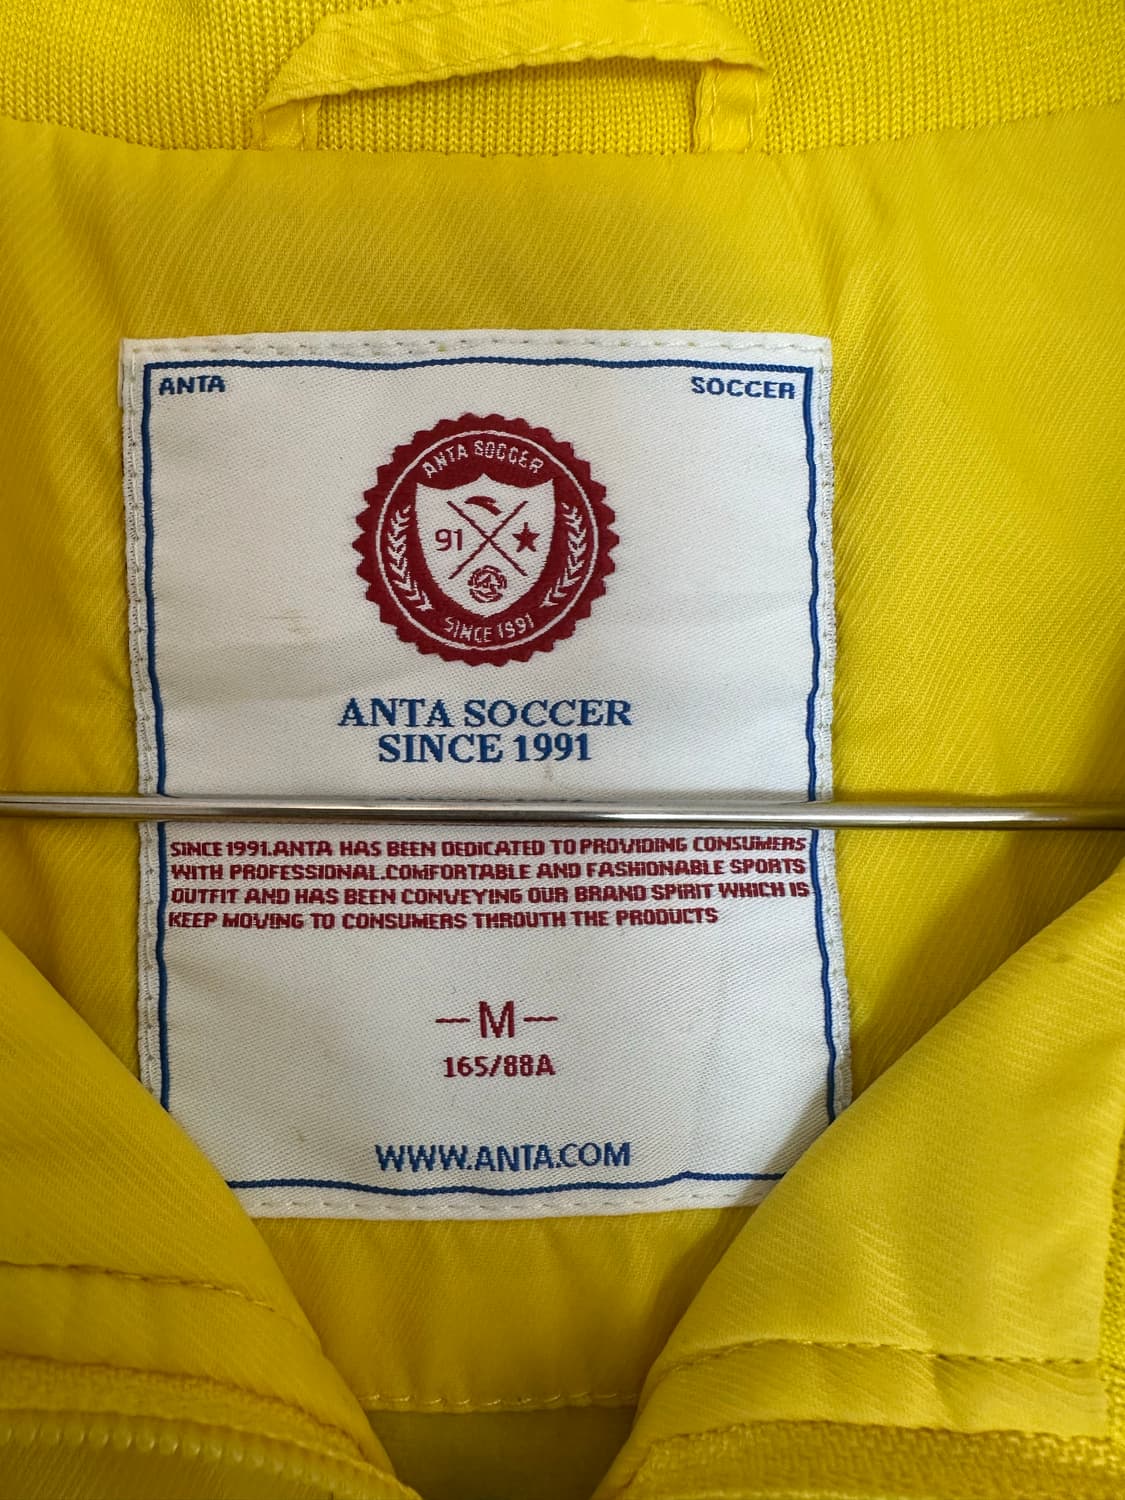 ANTA SOCCER
ANTA SOCCER
91
SINCE 1991
ANTA SOCCER
SINCE 1991
SINCE 1991.ANTA HAS BEEN DEDICATED TO PROVIDING CONSUMERS
WITH PROFESSIONAL.COMFORTABLE AND FASHIONABLE SPORTS
OUTFIT AND HAS BEEN CONVEYING OUR BRAND SPIRIT WHICH IS
KEEP MOVING TO CONSUMERS THROUTH THE PRODUCTS
—M—
165/88A
WWW.ANTA.COM